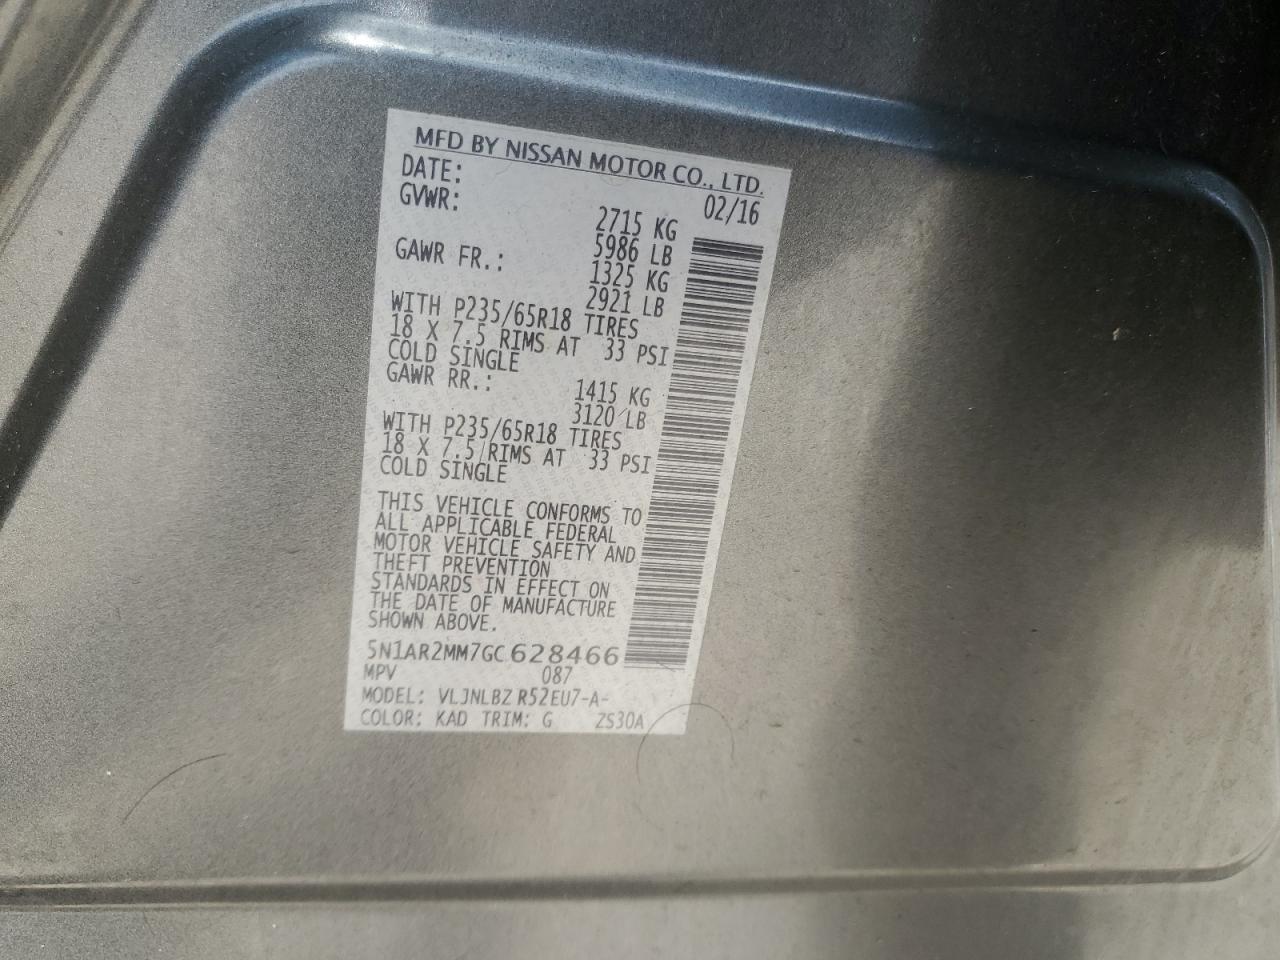 MFD BY NISSAN MOTOR CO., LTD.
DATE: 02/16
GVWR: 2715 KG
5986 LB
GAWR FR.: 1325 KG
2921 LB
WITH P235/65R18 TIRES
18 X 7.5 RIMS AT 33 PSI
COLD SINGLE
GAWR RR.: 1415 KG
3120 LB
WITH P235/65R18 TIRES
18 X 7.5 RIMS AT 33 PSI
COLD SINGLE
THIS VEHICLE CONFORMS TO
ALL APPLICABLE FEDERAL
MOTOR VEHICLE SAFETY AND
THEFT PREVENTION
STANDARDS IN EFFECT ON
THE DATE OF MANUFACTURE
SHOWN ABOVE.
5N1AR2MM7GC628466
MPV 087
MODEL: VLJNLBZ R52EU7-A-
COLOR: KAD TRIM: G ZS30A